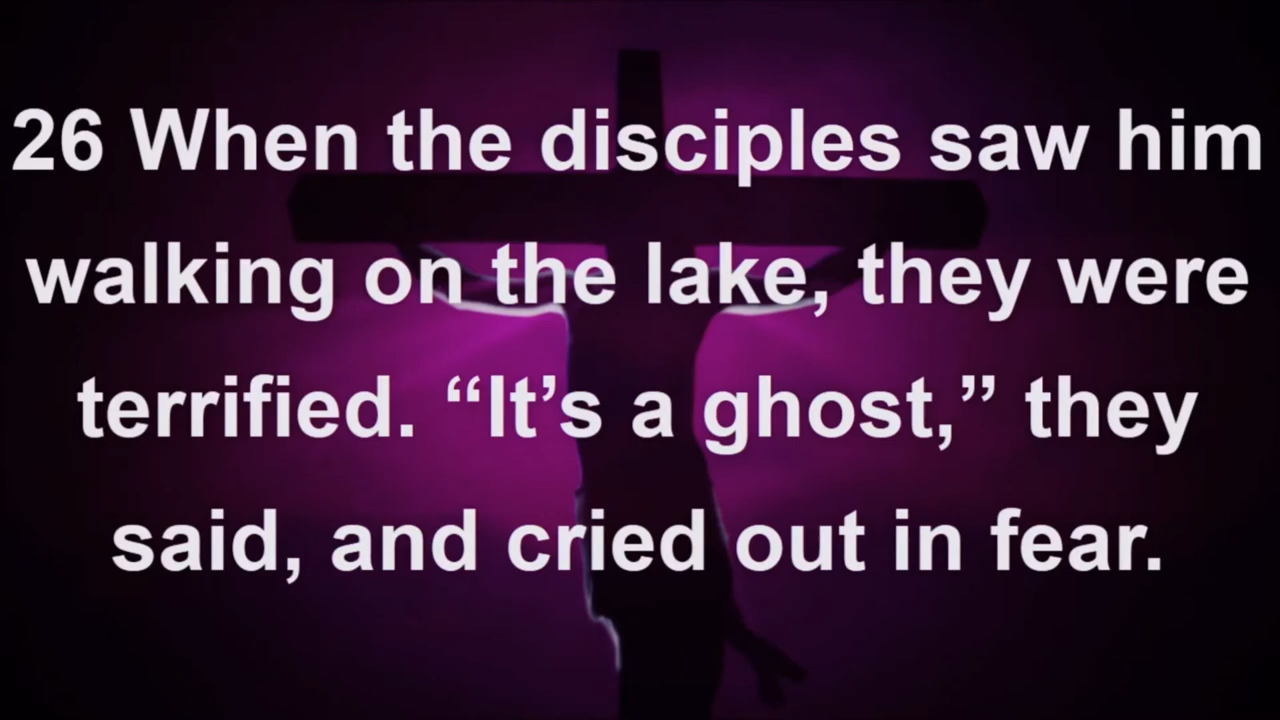 26 When the disciples saw him
walking on the lake, they were
terrified. “It’s a ghost,” they
said, and cried out in fear.